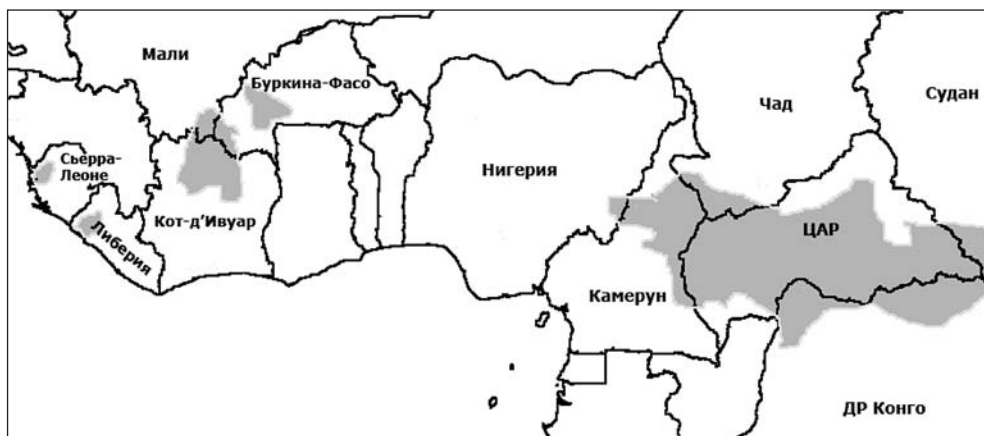 Мали
Буркина-Фасо
Чад
Судан
Сьерра-
Леоне
Нигерия
Кот-д'Ивуар
Либерия
ЦАР
Камерун
ДР Конго